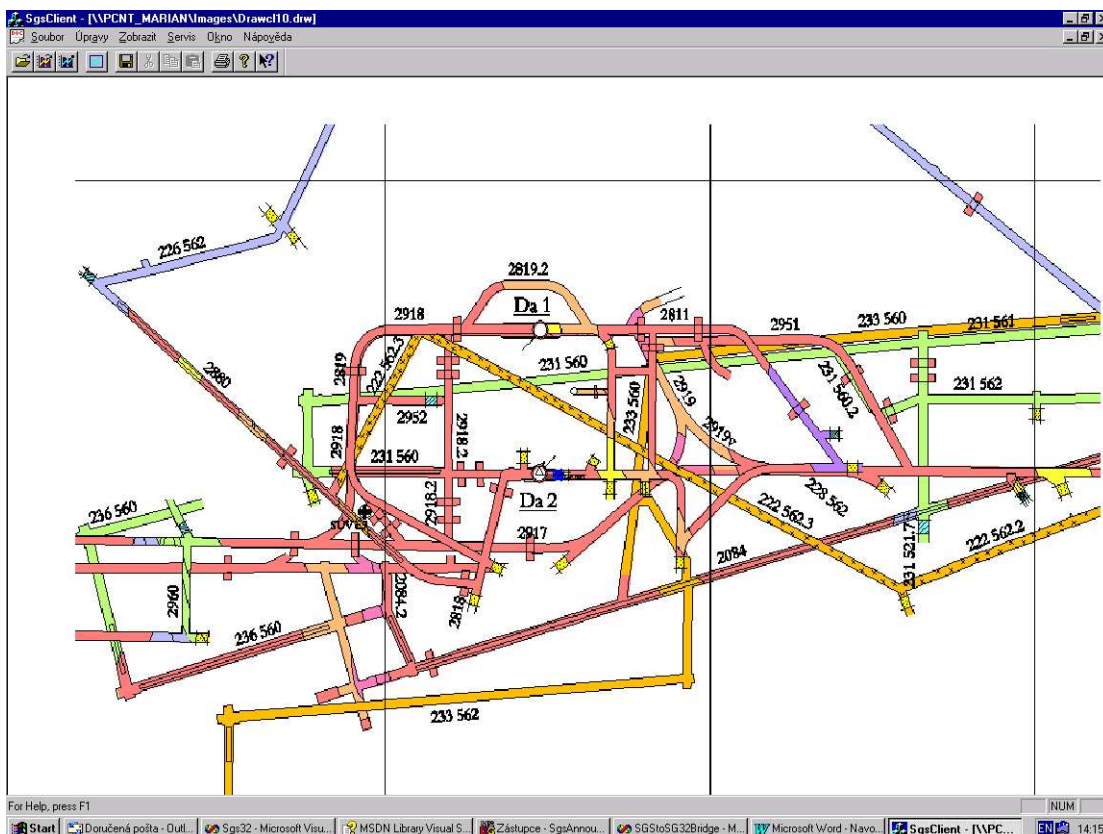 SgsClient - [\\PCNT_MARIAN\Images\Drawcl10.drw]
Soubor Úpravy Zobrazit Servis Okno Nápověda
226 562
2819.2
2918
Da 1
2811
2951
233 560
231 561
2880
2819
222 562.3
231 560
231 560.2
231 562
2952
233 560
2919
2918
2918.2
231 560
Da 2
228 562
2918.2
222 562.3
236 560
2917
231 521.7
222 562.2
2084
2960
2084.2
2818
236 560
233 562
For Help, press F1
NUM
Start
Doručená pošta - Outl...
Sgs32 - Microsoft Visu...
MSDN Library Visual S...
Zástupce - SgsAnnou...
SGStoSG32Bridge - M...
Microsoft Word - Navo...
SgsClient - [\\PC...
EN
14:15